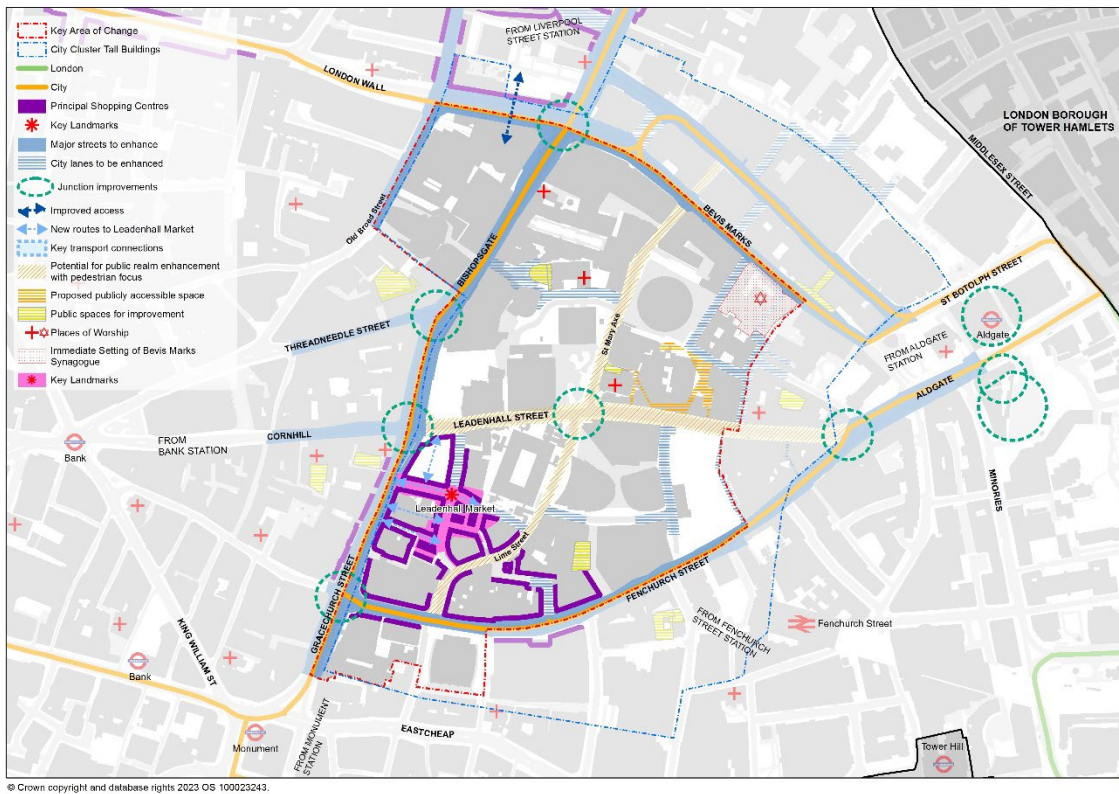 Key Area of Change
City Cluster Tall Buildings
London
City
Principal Shopping Centres
Key Landmarks
Major streets to enhance
City lanes to be enhanced
Junction improvements
Improved access
New routes to Leadenhall Market
Key transport connections
Potential for public realm enhancement
with pedestrian focus
Proposed publicly accessible space
Public spaces for improvement
Places of Worship
Immediate Setting of Bevis Marks
Synagogue
Key Landmarks
FROM LIVERPOOL
STREET STATION
LONDON WALL
LONDON BOROUGH
OF TOWER HAMLETS
MIDDLESEX STREET
Old Broad Street
BISHOPSGATE
BEVIS MARKS
ST BOTOLPH STREET
THREADNEEDLE STREET
St Mary Axe
Aldgate
FROM ALDGATE
STATION
ALDGATE
LEADENHALL STREET
CORNHILL
FROM
BANK STATION
Bank
MINORIES
Leadenhall Market
Lime Street
FENCHURCH STREET
GRACECHURCH STREET
FROM FENCHURCH
STREET STATION
Fenchurch Street
KING WILLIAM ST
Bank
Monument
FROM MONUMENT
STATION
EASTCHEAP
Tower Hill
© Crown copyright and database rights 2023 OS 100023243.